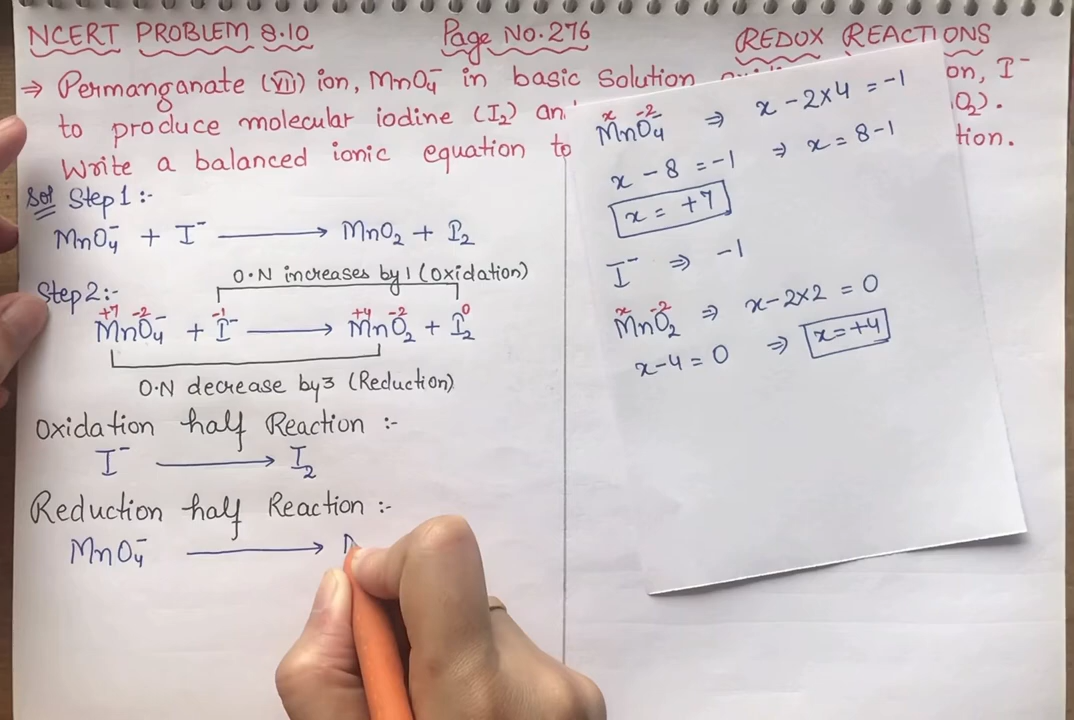 NCERT PROBLEM 8.10 Page No.276 REDOX REACTIONS
⇒ Permanganate (VII) ion, MnO₄⁻ in basic solution on, I⁻
to produce molecular iodine (I₂) an O₂).
Write a balanced ionic equation to tion.
Sol Step 1 :-
MnO₄⁻ + I⁻ ⟶ MnO₂ + I₂
Step 2 :-
O.N increases by 1 (Oxidation)
+7 -2 -1 +4 -2 0
MnO₄⁻ + I⁻ ⟶ MnO₂ + I₂
O.N decrease by 3 (Reduction)
Oxidation half Reaction :-
I⁻ ⟶ I₂
Reduction half Reaction :-
MnO₄⁻ ⟶
x -2
MnO₄⁻ ⇒ x - 2×4 = -1
x - 8 = -1 ⇒ x = 8-1
x = +7
I⁻ ⇒ -1
x -2
MnO₂ ⇒ x-2×2 = 0
x-4 = 0 ⇒ x=+4